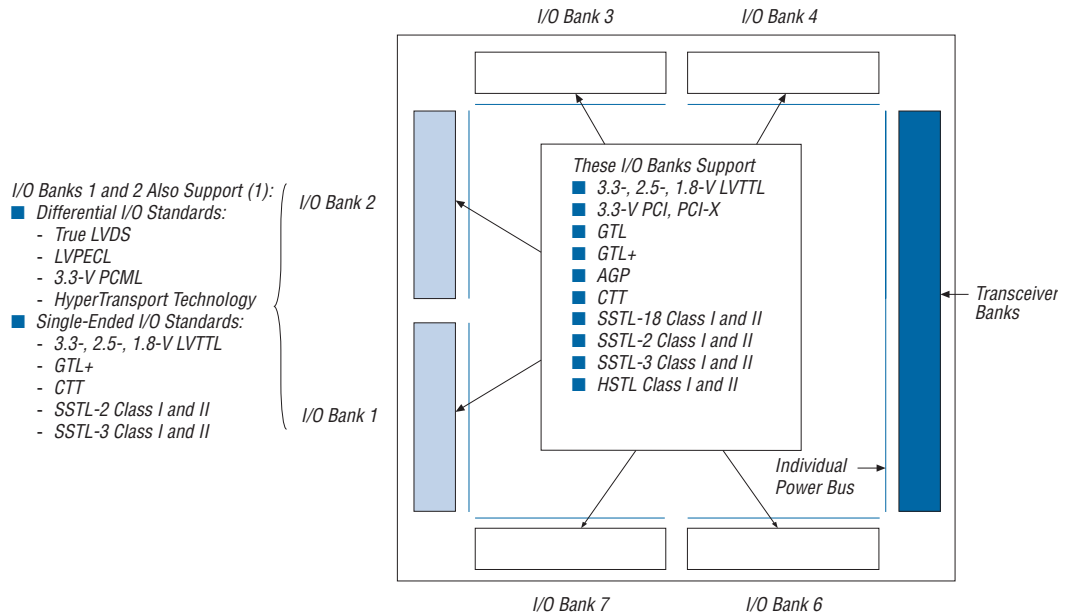 I/O Bank 3
I/O Bank 4
I/O Banks 1 and 2 Also Support (1):
■ Differential I/O Standards:
- True LVDS
- LVPECL
- 3.3-V PCML
- HyperTransport Technology
■ Single-Ended I/O Standards:
- 3.3-, 2.5-, 1.8-V LVTTL
- GTL+
- CTT
- SSTL-2 Class I and II
- SSTL-3 Class I and II
I/O Bank 2
I/O Bank 1
These I/O Banks Support
■ 3.3-, 2.5-, 1.8-V LVTTL
■ 3.3-V PCI, PCI-X
■ GTL
■ GTL+
■ AGP
■ CTT
■ SSTL-18 Class I and II
■ SSTL-2 Class I and II
■ SSTL-3 Class I and II
■ HSTL Class I and II
Transceiver
Banks
Individual
Power Bus
I/O Bank 7
I/O Bank 6